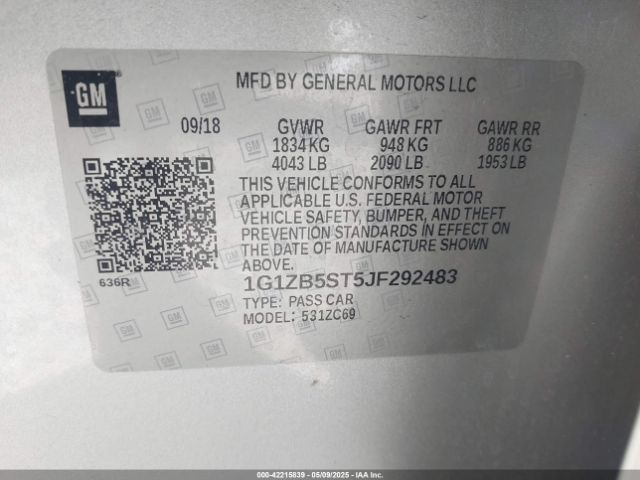 GM
MFD BY GENERAL MOTORS LLC
09/18 GVWR GAWR FRT GAWR RR
1834 KG 948 KG 886 KG
4043 LB 2090 LB 1953 LB
THIS VEHICLE CONFORMS TO ALL
APPLICABLE U.S. FEDERAL MOTOR
VEHICLE SAFETY, BUMPER, AND THEFT
PREVENTION STANDARDS IN EFFECT ON
THE DATE OF MANUFACTURE SHOWN
ABOVE.
636R
1G1ZB5ST5JF292483
TYPE: PASS CAR
MODEL: 531ZC69
000-42215839 - 05/09/2025 - IAA, Inc.